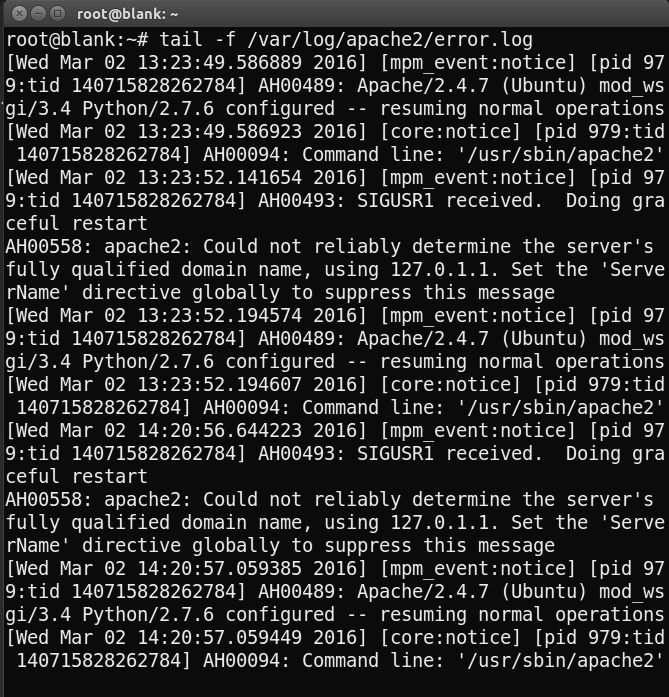 root@blank: ~
root@blank:~# tail -f /var/log/apache2/error.log
[Wed Mar 02 13:23:49.586889 2016] [mpm_event:notice] [pid 97
9:tid 140715828262784] AH00489: Apache/2.4.7 (Ubuntu) mod_ws
gi/3.4 Python/2.7.6 configured -- resuming normal operations
[Wed Mar 02 13:23:49.586923 2016] [core:notice] [pid 979:tid
 140715828262784] AH00094: Command line: '/usr/sbin/apache2'
[Wed Mar 02 13:23:52.141654 2016] [mpm_event:notice] [pid 97
9:tid 140715828262784] AH00493: SIGUSR1 received.  Doing gra
ceful restart
AH00558: apache2: Could not reliably determine the server's
fully qualified domain name, using 127.0.1.1. Set the 'Serve
rName' directive globally to suppress this message
[Wed Mar 02 13:23:52.194574 2016] [mpm_event:notice] [pid 97
9:tid 140715828262784] AH00489: Apache/2.4.7 (Ubuntu) mod_ws
gi/3.4 Python/2.7.6 configured -- resuming normal operations
[Wed Mar 02 13:23:52.194607 2016] [core:notice] [pid 979:tid
 140715828262784] AH00094: Command line: '/usr/sbin/apache2'
[Wed Mar 02 14:20:56.644223 2016] [mpm_event:notice] [pid 97
9:tid 140715828262784] AH00493: SIGUSR1 received.  Doing gra
ceful restart
AH00558: apache2: Could not reliably determine the server's
fully qualified domain name, using 127.0.1.1. Set the 'Serve
rName' directive globally to suppress this message
[Wed Mar 02 14:20:57.059385 2016] [mpm_event:notice] [pid 97
9:tid 140715828262784] AH00489: Apache/2.4.7 (Ubuntu) mod_ws
gi/3.4 Python/2.7.6 configured -- resuming normal operations
[Wed Mar 02 14:20:57.059449 2016] [core:notice] [pid 979:tid
 140715828262784] AH00094: Command line: '/usr/sbin/apache2'